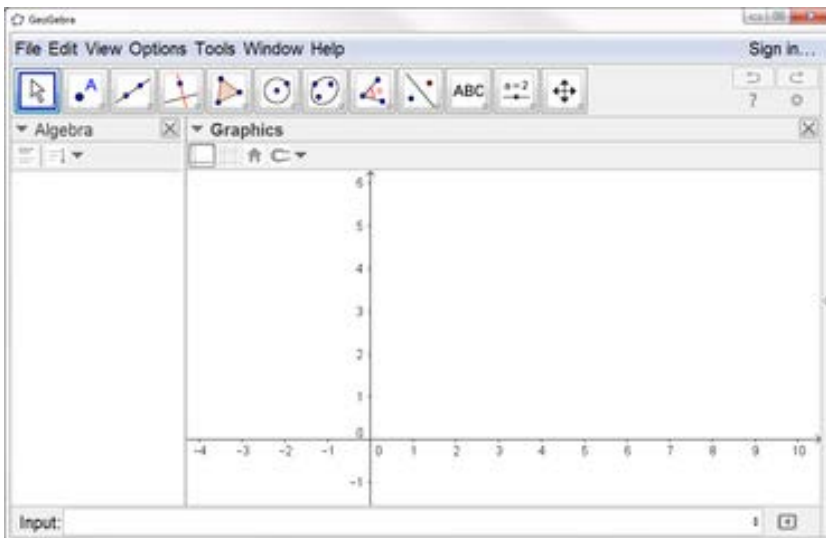 GeoGebra
File Edit View Options Tools Window Help Sign in...
A ABC a=2 ?
Algebra Graphics
6
5
4
3
2
1
0
-4 -3 -2 -1 0 1 2 3 4 5 6 7 8 9 10
-1
Input: